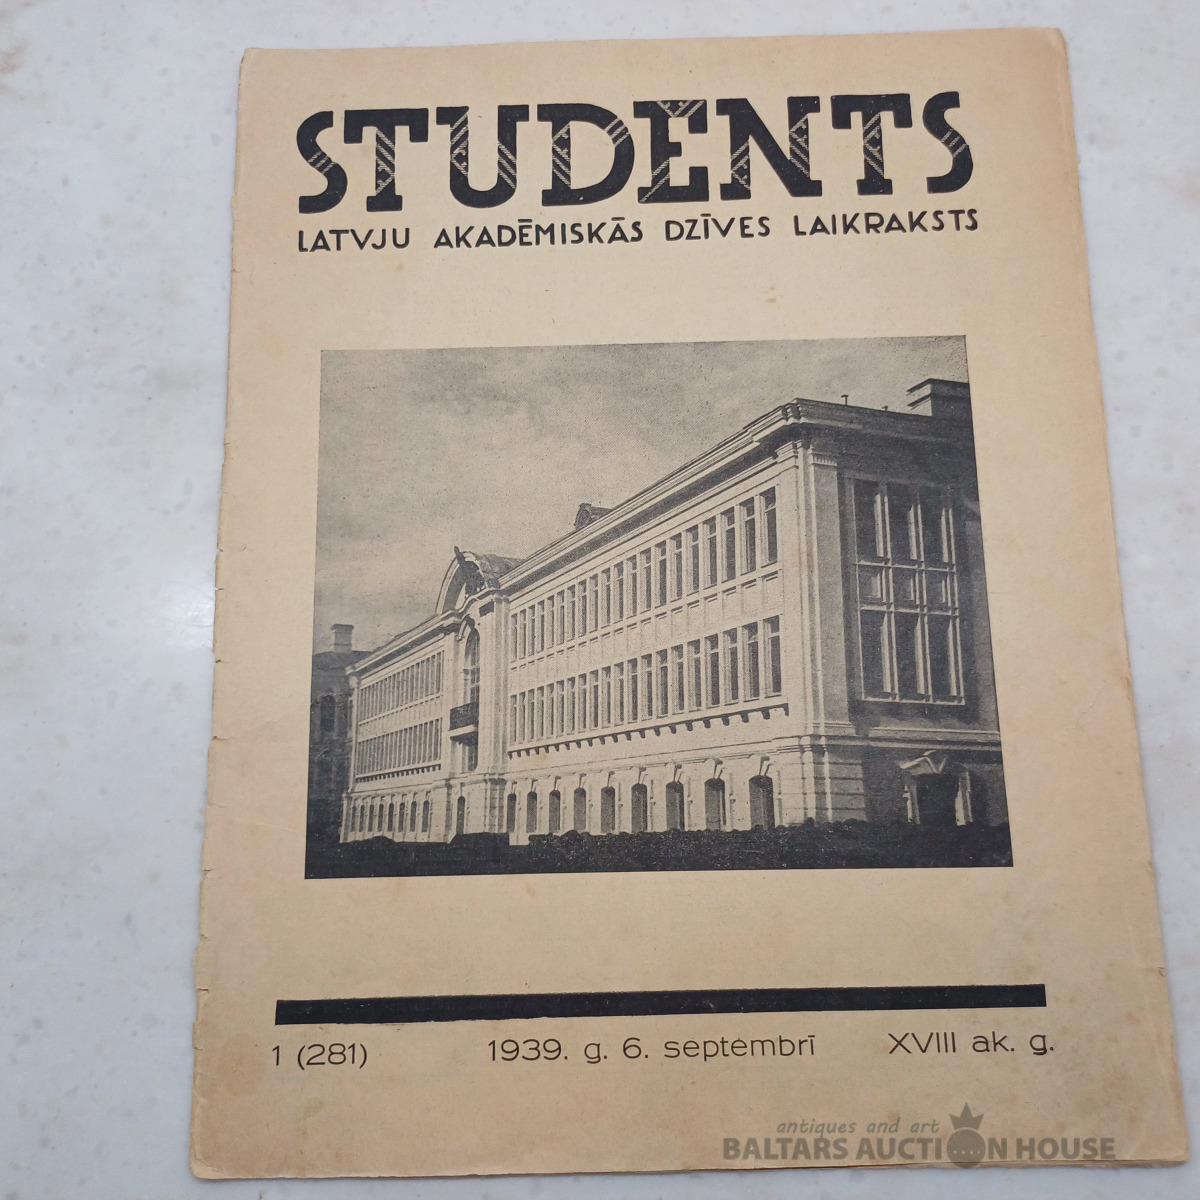 STUDENTS
LATVJU AKADĒMISKĀS DZĪVES LAIKRAKSTS
1 (281) 1939. g. 6. septembrī XVIII ak. g.
antiques and art
BALTARS AUCTION HOUSE